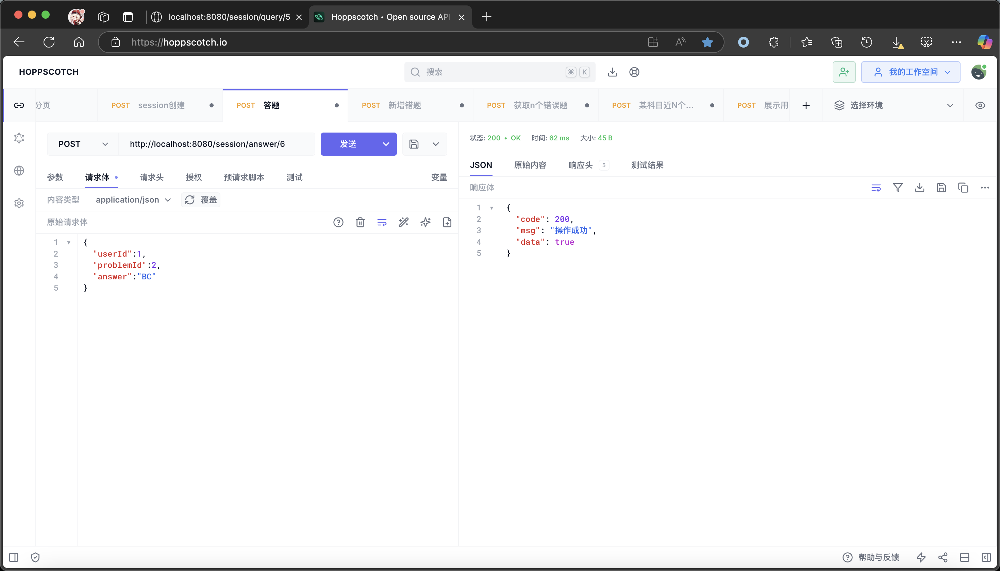 localhost:8080/session/query/5
Hoppscotch • Open source API
https://hoppscotch.io
HOPPSCOTCH
搜索
⌘ K
我的工作空间
分页
POST session创建
POST 答题
POST 新增错题
POST 获取n个错误题
POST 某科目近N个...
POST 展示用
选择环境
POST
http://localhost:8080/session/answer/6
发送
状态: 200 • OK 时间: 62 ms 大小: 45 B
参数 请求体 请求头 授权 预请求脚本 测试 变量
JSON 原始内容 响应头 5 测试结果
内容类型 application/json 覆盖
响应体
原始请求体
1 {
2 "userId":1,
3 "problemId":2,
4 "answer":"BC"
5 }
1 {
2 "code": 200,
3 "msg": "操作成功",
4 "data": true
5 }
帮助与反馈